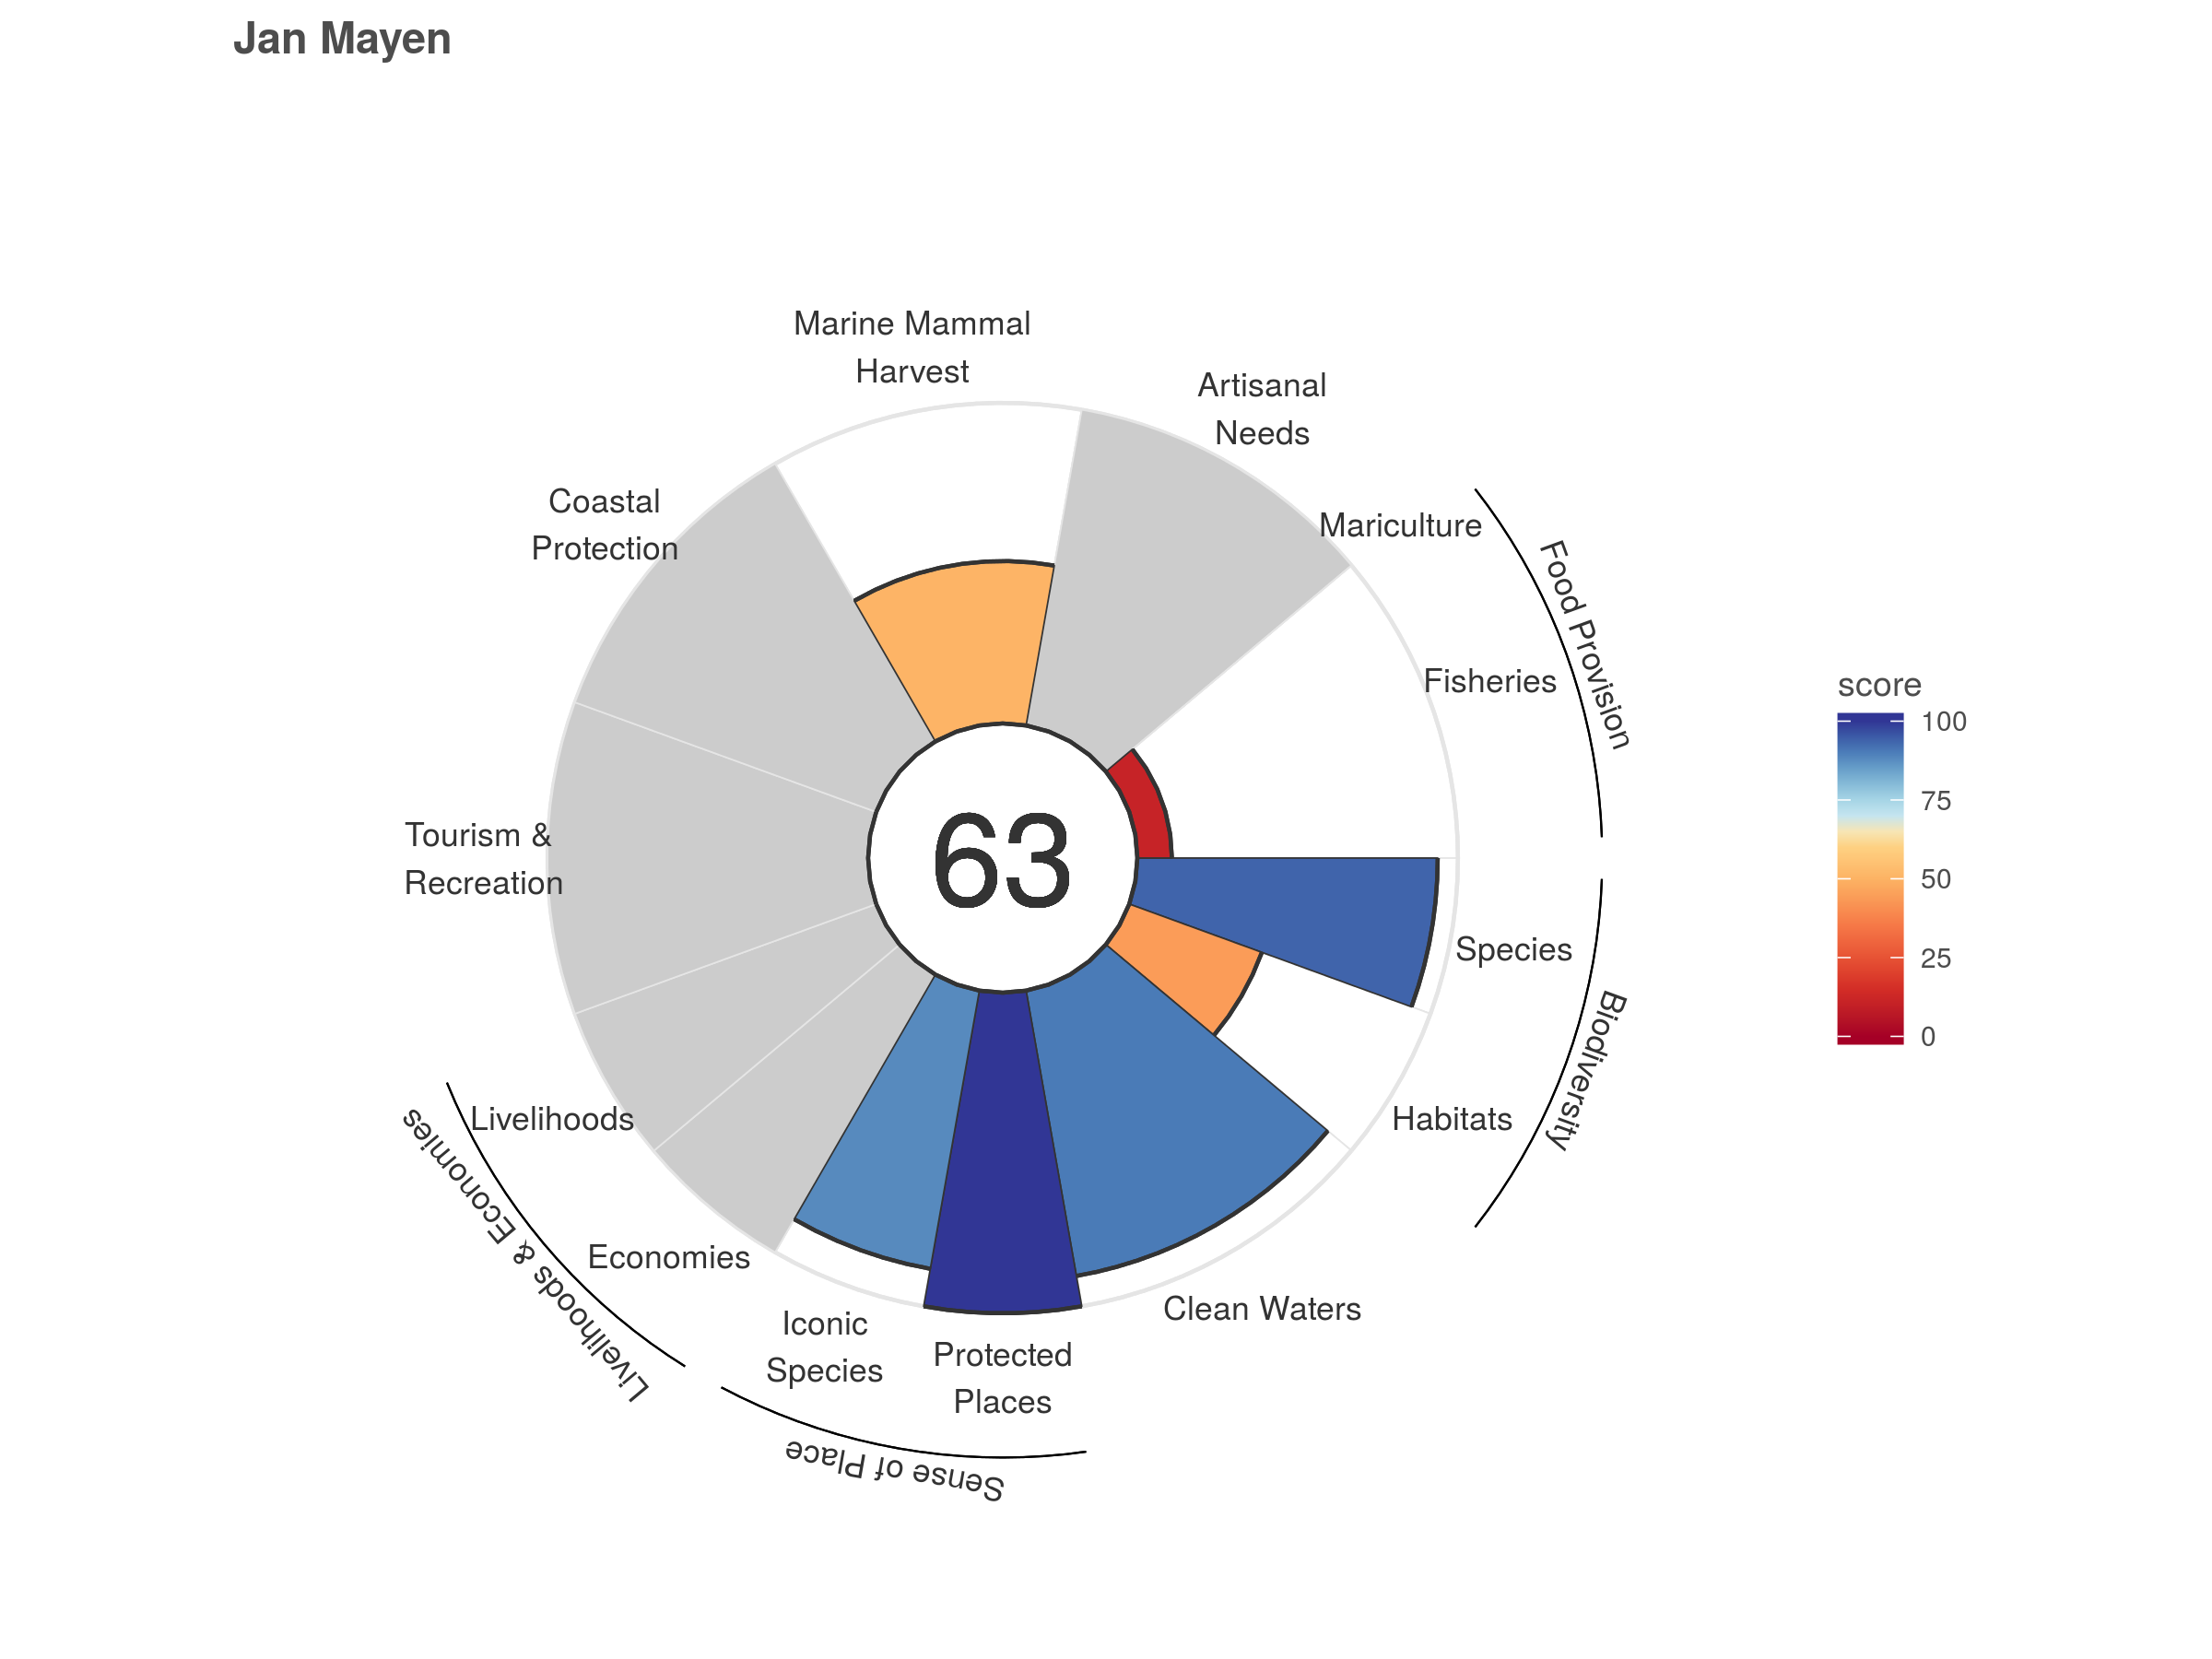 Jan Mayen
Marine Mammal
Harvest
Artisanal
Needs
Coastal
Protection
Mariculture
Food Provision
Fisheries
score
100
75
50
25
0
Tourism &
Recreation
63
Species
Biodiversity
Habitats
Livelihoods
Livelihoods & Economies
Economies
Clean Waters
Iconic
Species
Protected
Places
Sense of Place